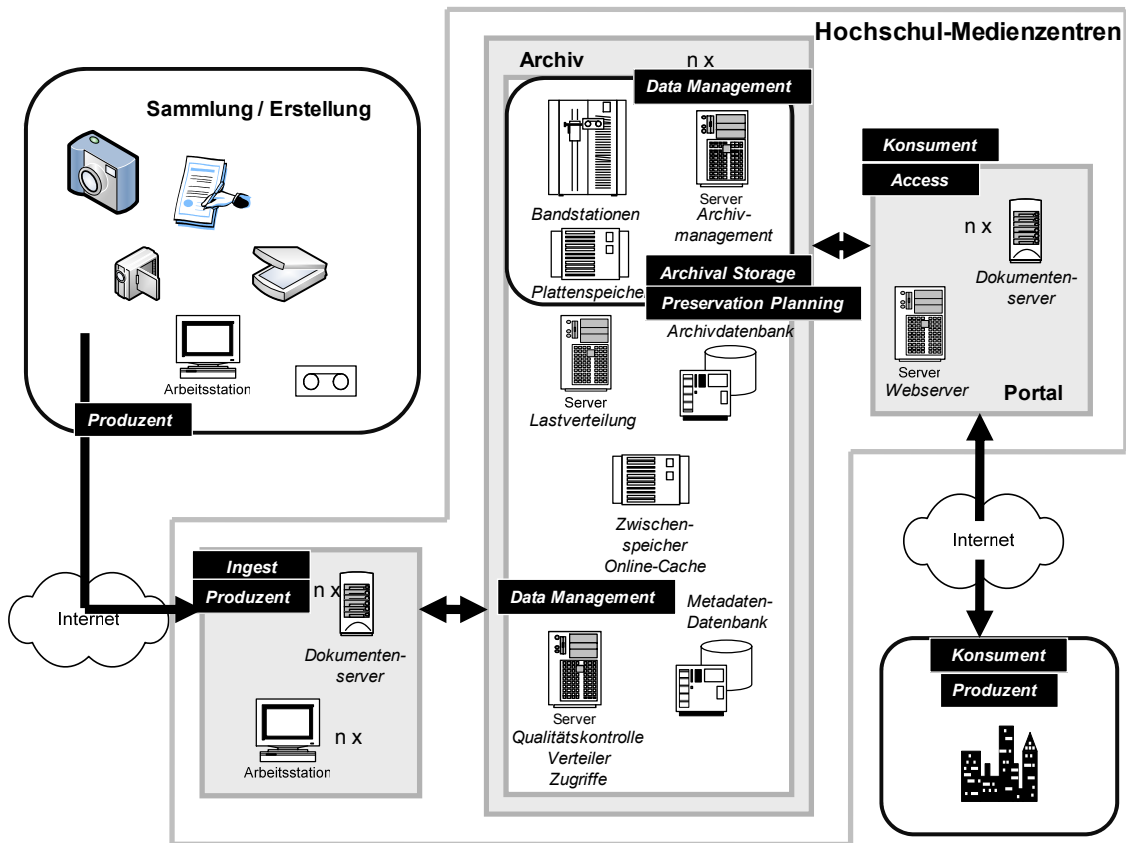 Hochschul-Medienzentren
Sammlung / Erstellung
Arbeitsstation
Produzent
Internet
Ingest
Produzent
n x
Dokumenten-
server
n x
Arbeitsstation
Archiv
n x
Data Management
Bandstationen
Server
Archiv-
management
Plattenspeicher
Archival Storage
Preservation Planning
Archivdatenbank
Server
Lastverteilung
Zwischen-
speicher
Online-Cache
Data Management
Metadaten-
Datenbank
Server
Qualitätskontrolle
Verteiler
Zugriffe
Konsument
Access
n x
Dokumenten-
server
Server
Webserver
Portal
Internet
Konsument
Produzent